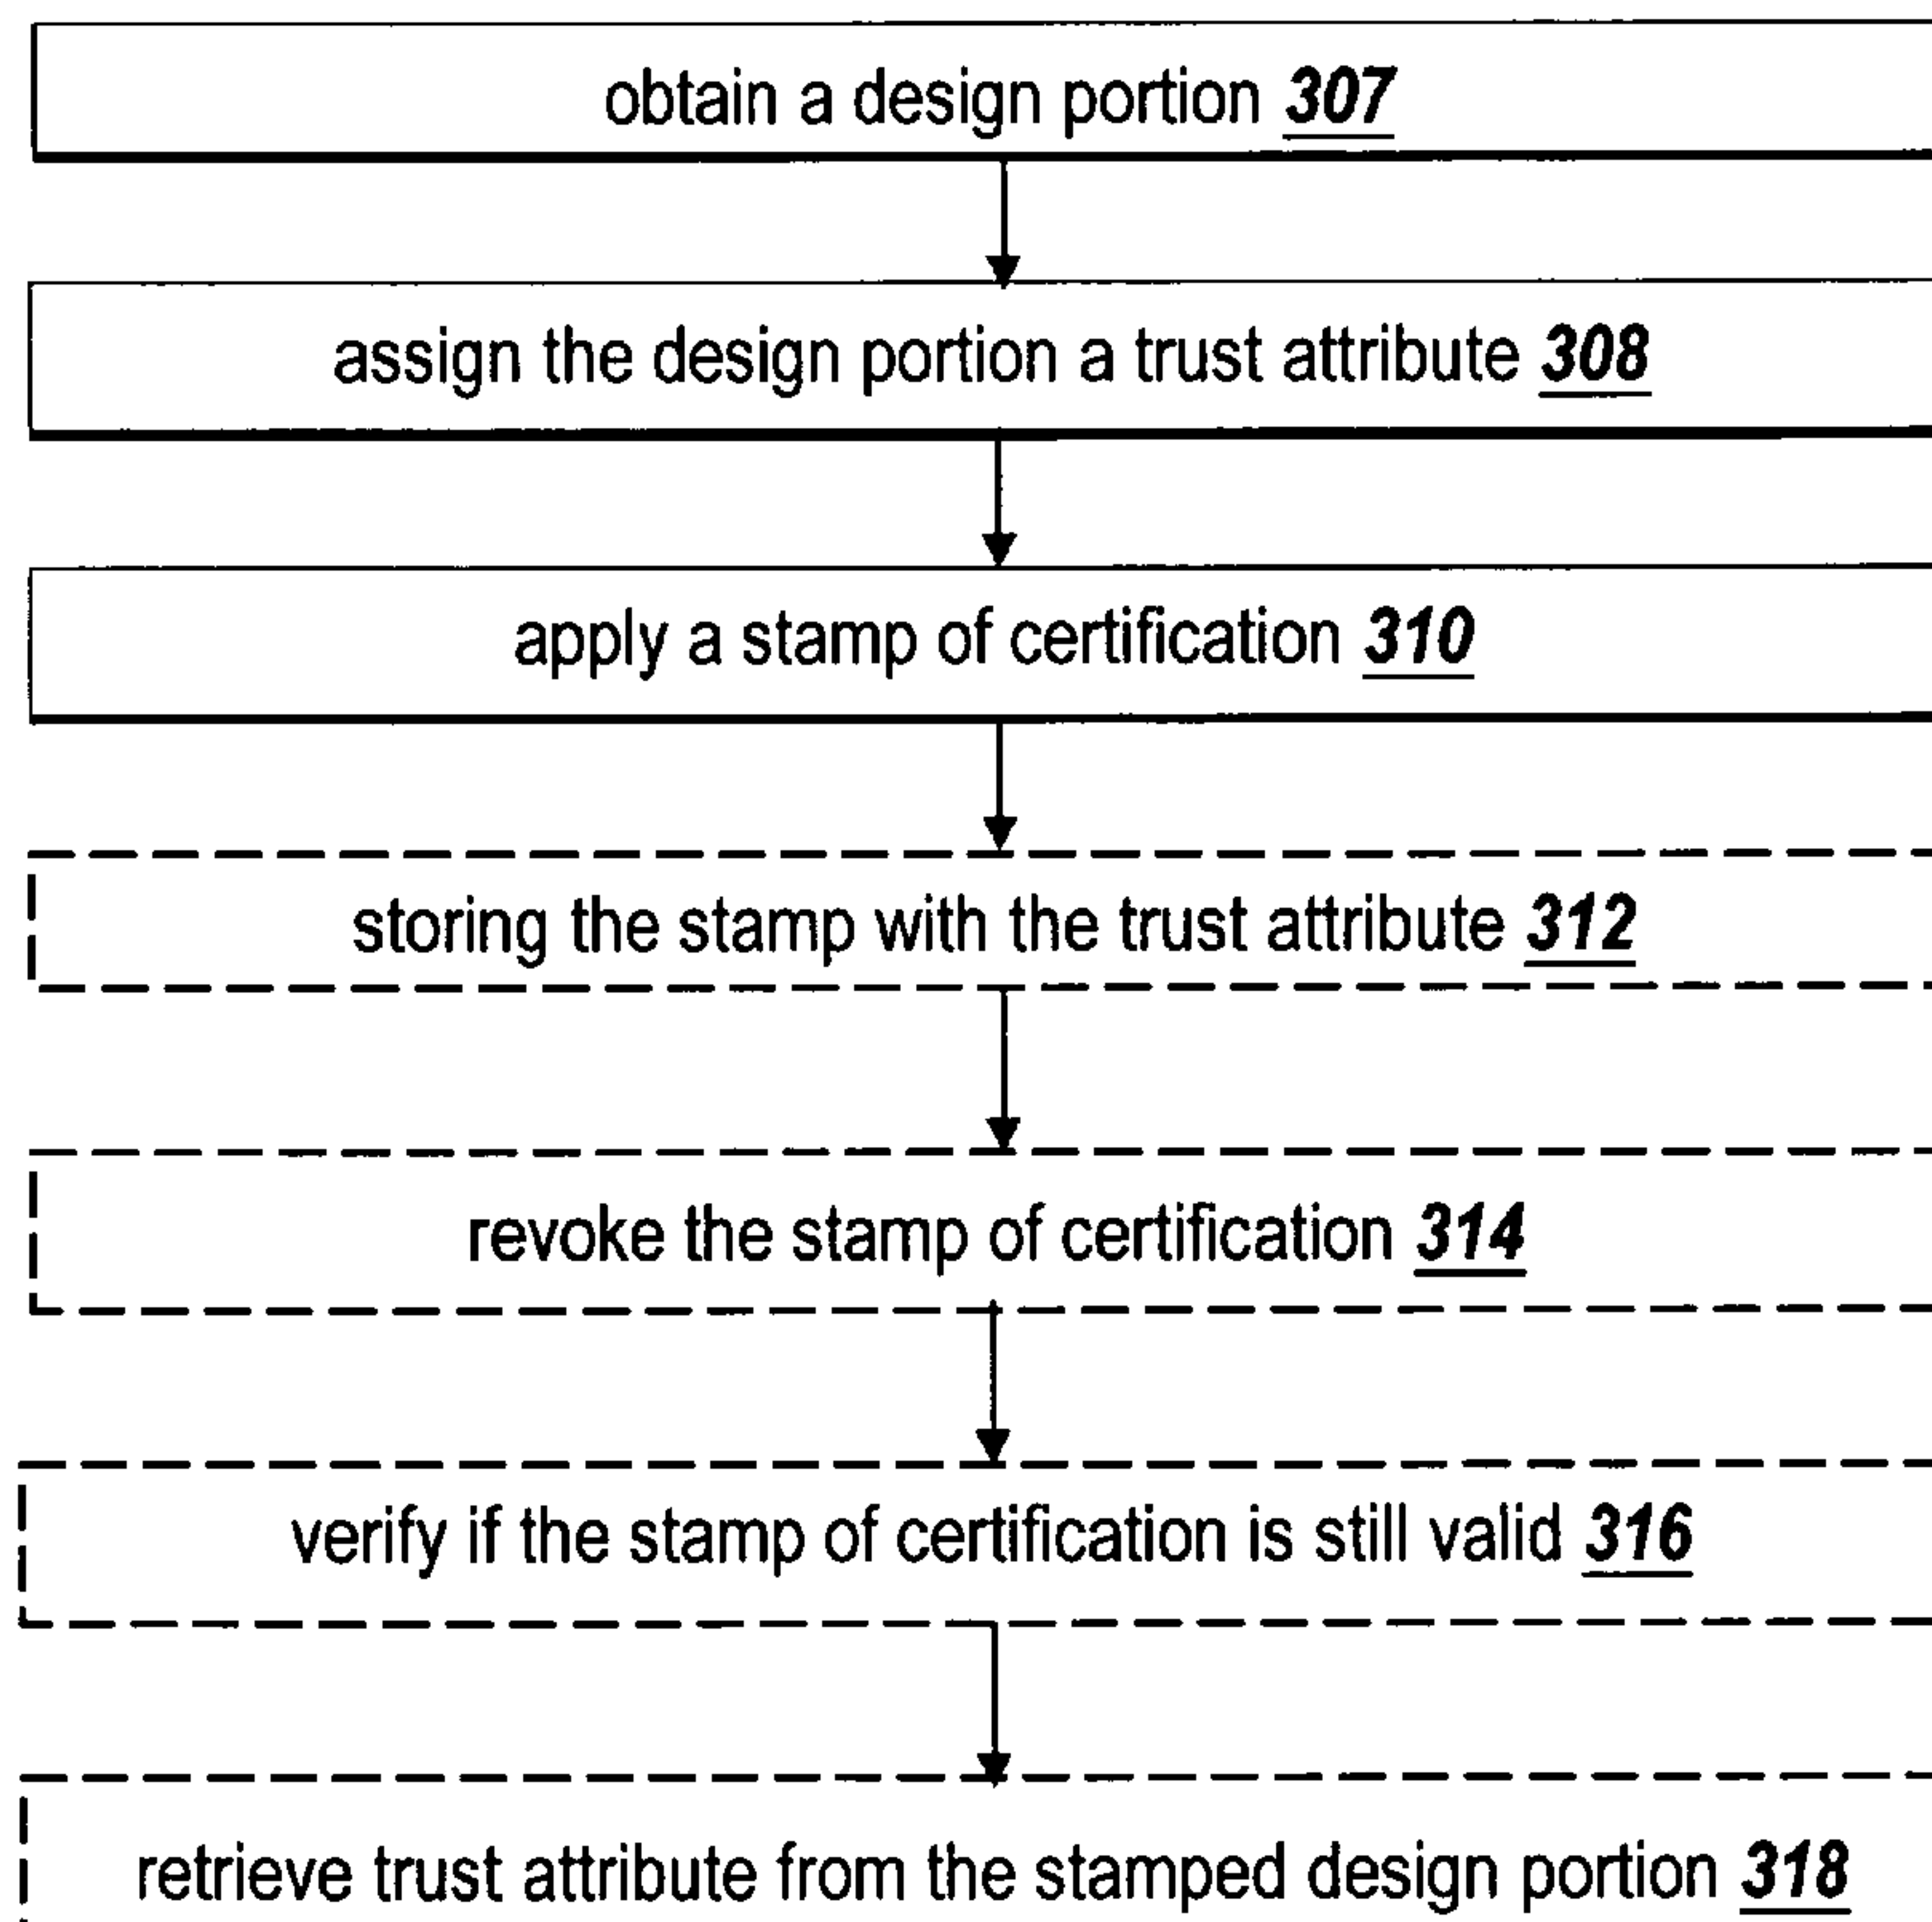 obtain a design portion 307
assign the design portion a trust attribute 308
apply a stamp of certification 310
storing the stamp with the trust attribute 312
revoke the stamp of certification 314
verify if the stamp of certification is still valid 316
retrieve trust attribute from the stamped design portion 318